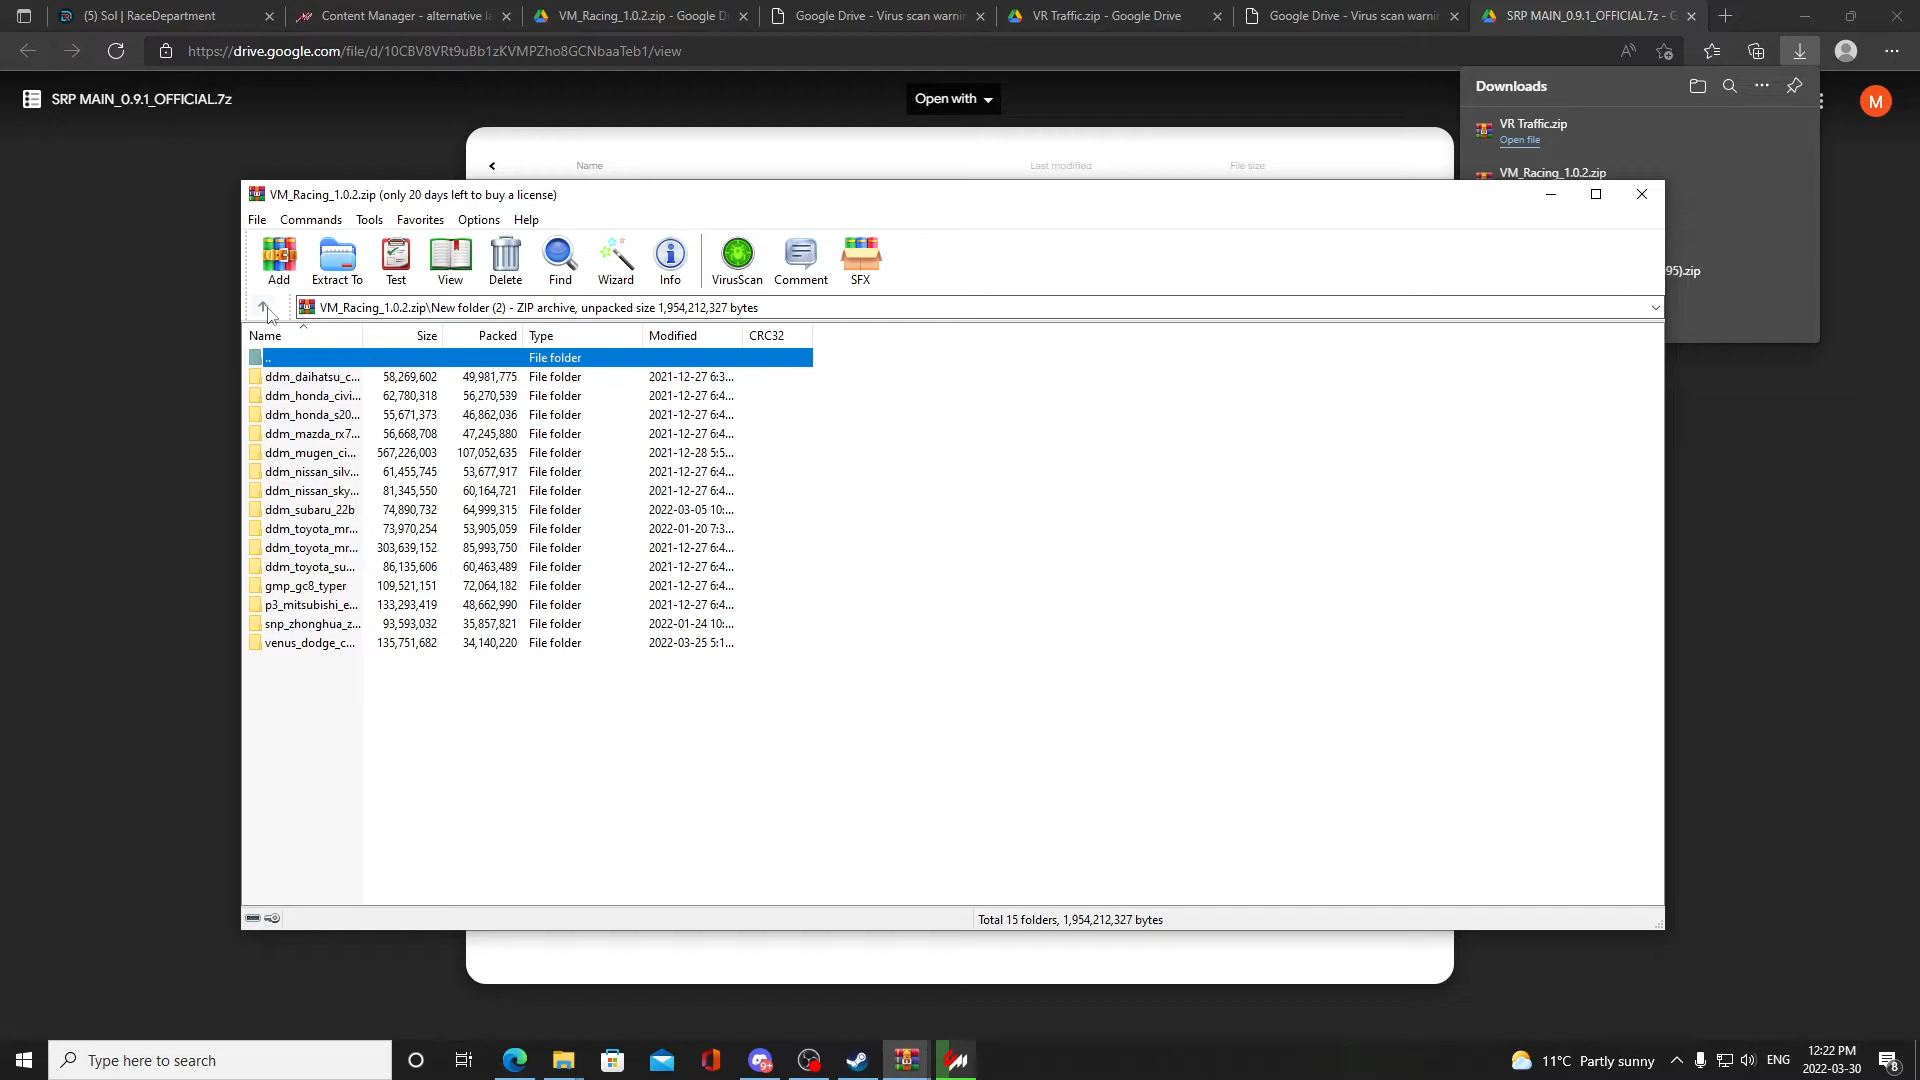 (5) Sol | RaceDepartment
Content Manager - alternative l
VM_Racing_1.0.2.zip - Google D
Google Drive - Virus scan warnin
VR Traffic.zip - Google Drive
Google Drive - Virus scan warnin
SRP MAIN_0.9.1_OFFICIAL.7z - G
https://drive.google.com/file/d/10CBV8VRt9uBb1zKVMPZho8GCNbaaTeb1/view
SRP MAIN_0.9.1_OFFICIAL.7z
Open with
M
Downloads
VR Traffic.zip
Open file
VM_Racing_1.0.2.zip
95).zip
Name Last modified File size
VM_Racing_1.0.2.zip (only 20 days left to buy a license)
File Commands Tools Favorites Options Help
Add Extract To Test View Delete Find Wizard Info VirusScan Comment SFX
VM_Racing_1.0.2.zip\New folder (2) - ZIP archive, unpacked size 1,954,212,327 bytes
Name Size Packed Type Modified CRC32
.. File folder
ddm_daihatsu_c... 58,269,602 49,981,775 File folder 2021-12-27 6:3...
ddm_honda_civi... 62,780,318 56,270,539 File folder 2021-12-27 6:4...
ddm_honda_s20... 55,671,373 46,862,036 File folder 2021-12-27 6:4...
ddm_mazda_rx7... 56,668,708 47,245,880 File folder 2021-12-27 6:4...
ddm_mugen_ci... 567,226,003 107,052,635 File folder 2021-12-28 5:5...
ddm_nissan_silv... 61,455,745 53,677,917 File folder 2021-12-27 6:4...
ddm_nissan_sky... 81,345,550 60,164,721 File folder 2021-12-27 6:4...
ddm_subaru_22b 74,890,732 64,999,315 File folder 2022-03-05 10:...
ddm_toyota_mr... 73,970,254 53,905,059 File folder 2022-01-20 7:3...
ddm_toyota_mr... 303,639,152 85,993,750 File folder 2021-12-27 6:4...
ddm_toyota_su... 86,135,606 60,463,489 File folder 2021-12-27 6:4...
gmp_gc8_typer 109,521,151 72,064,182 File folder 2021-12-27 6:4...
p3_mitsubishi_e... 133,293,419 48,662,990 File folder 2021-12-27 6:4...
snp_zhonghua_z... 93,593,032 35,857,821 File folder 2022-01-24 10:...
venus_dodge_c... 135,751,682 34,140,220 File folder 2022-03-25 5:1...
Total 15 folders, 1,954,212,327 bytes
Type here to search
9+
11°C Partly sunny
ENG
12:22 PM
2022-03-30
8